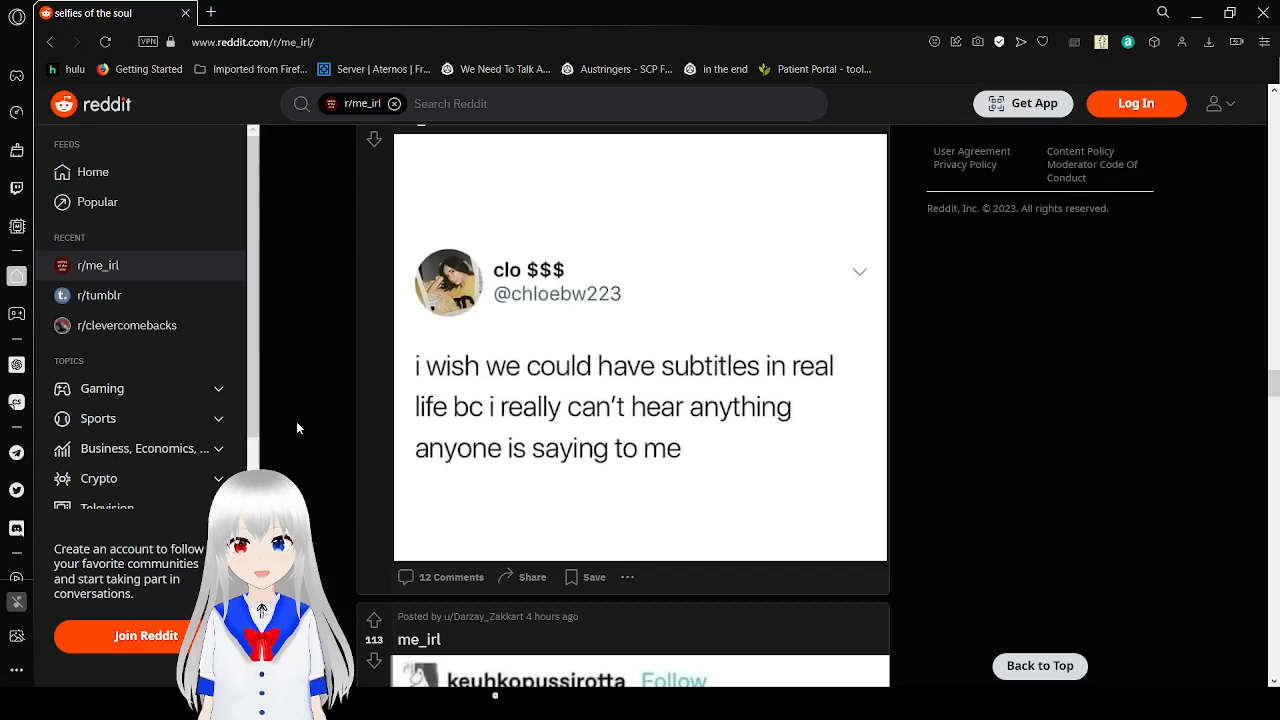 selfies of the soul
VPN
www.reddit.com/r/me_irl/
hulu
Getting Started
Imported from Firef...
Server | Aternos | Fr...
We Need To Talk A...
Austringers - SCP F...
in the end
Patient Portal - tool...
reddit
r/me_irl
Search Reddit
Get App
Log In
FEEDS
Home
Popular
RECENT
r/me_irl
r/tumblr
r/clevercomebacks
TOPICS
Gaming
Sports
Business, Economics, ...
Crypto
Television
Create an account to follow
your favorite communities
and start taking part in
conversations.
Join Reddit
clo $$$
@chloebw223
i wish we could have subtitles in real
life bc i really can't hear anything
anyone is saying to me
12 Comments
Share
Save
Posted by u/Darzay_Zakkart 4 hours ago
113
me_irl
keuhkopussirotta Follow
User Agreement
Privacy Policy
Content Policy
Moderator Code Of
Conduct
Reddit, Inc. © 2023. All rights reserved.
Back to Top